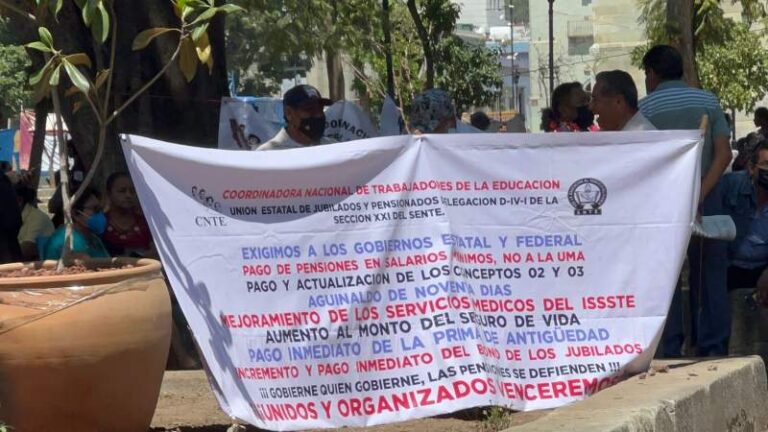 COORDINADORA NACIONAL DE TRABAJADORES DE LA EDUCACION
CNTE
UNION ESTATAL DE JUBILADOS Y PENSIONADOS DELEGACION D-IV-I DE LA
SECCION XXI DEL SENTE.
EXIGIMOS A LOS GOBIERNOS ESTATAL Y FEDERAL
PAGO DE PENSIONES EN SALARIOS MINIMOS, NO A LA UMA
PAGO Y ACTUALIZACION DE LOS CONCEPTOS 02 Y 03
AGUINALDO DE NOVENTA DIAS
MEJORAMIENTO DE LOS SERVICIOS MEDICOS DEL ISSSTE
AUMENTO AL MONTO DEL SEGURO DE VIDA
PAGO INMEDIATO DE LA PRIMA DE ANTIGÜEDAD
INCREMENTO Y PAGO INMEDIATO DEL BONO DE LOS JUBILADOS
¡¡¡ GOBIERNE QUIEN GOBIERNE, LAS PENSIONES SE DEFIENDEN !!!
UNIDOS Y ORGANIZADOS VENCEREMOS